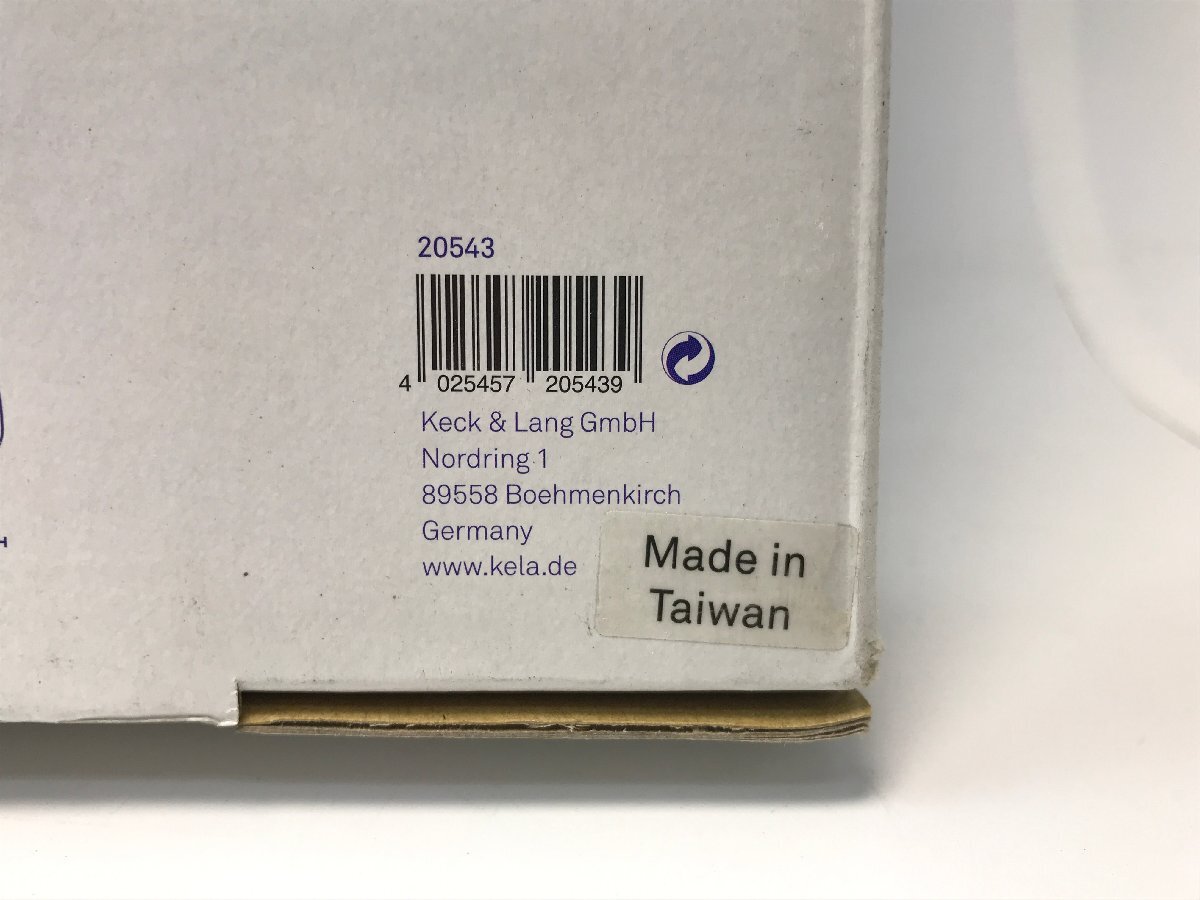 20543
4 025457 205439
Keck & Lang GmbH
Nordring 1
89558 Boehmenkirch
Germany
www.kela.de
Made in
Taiwan